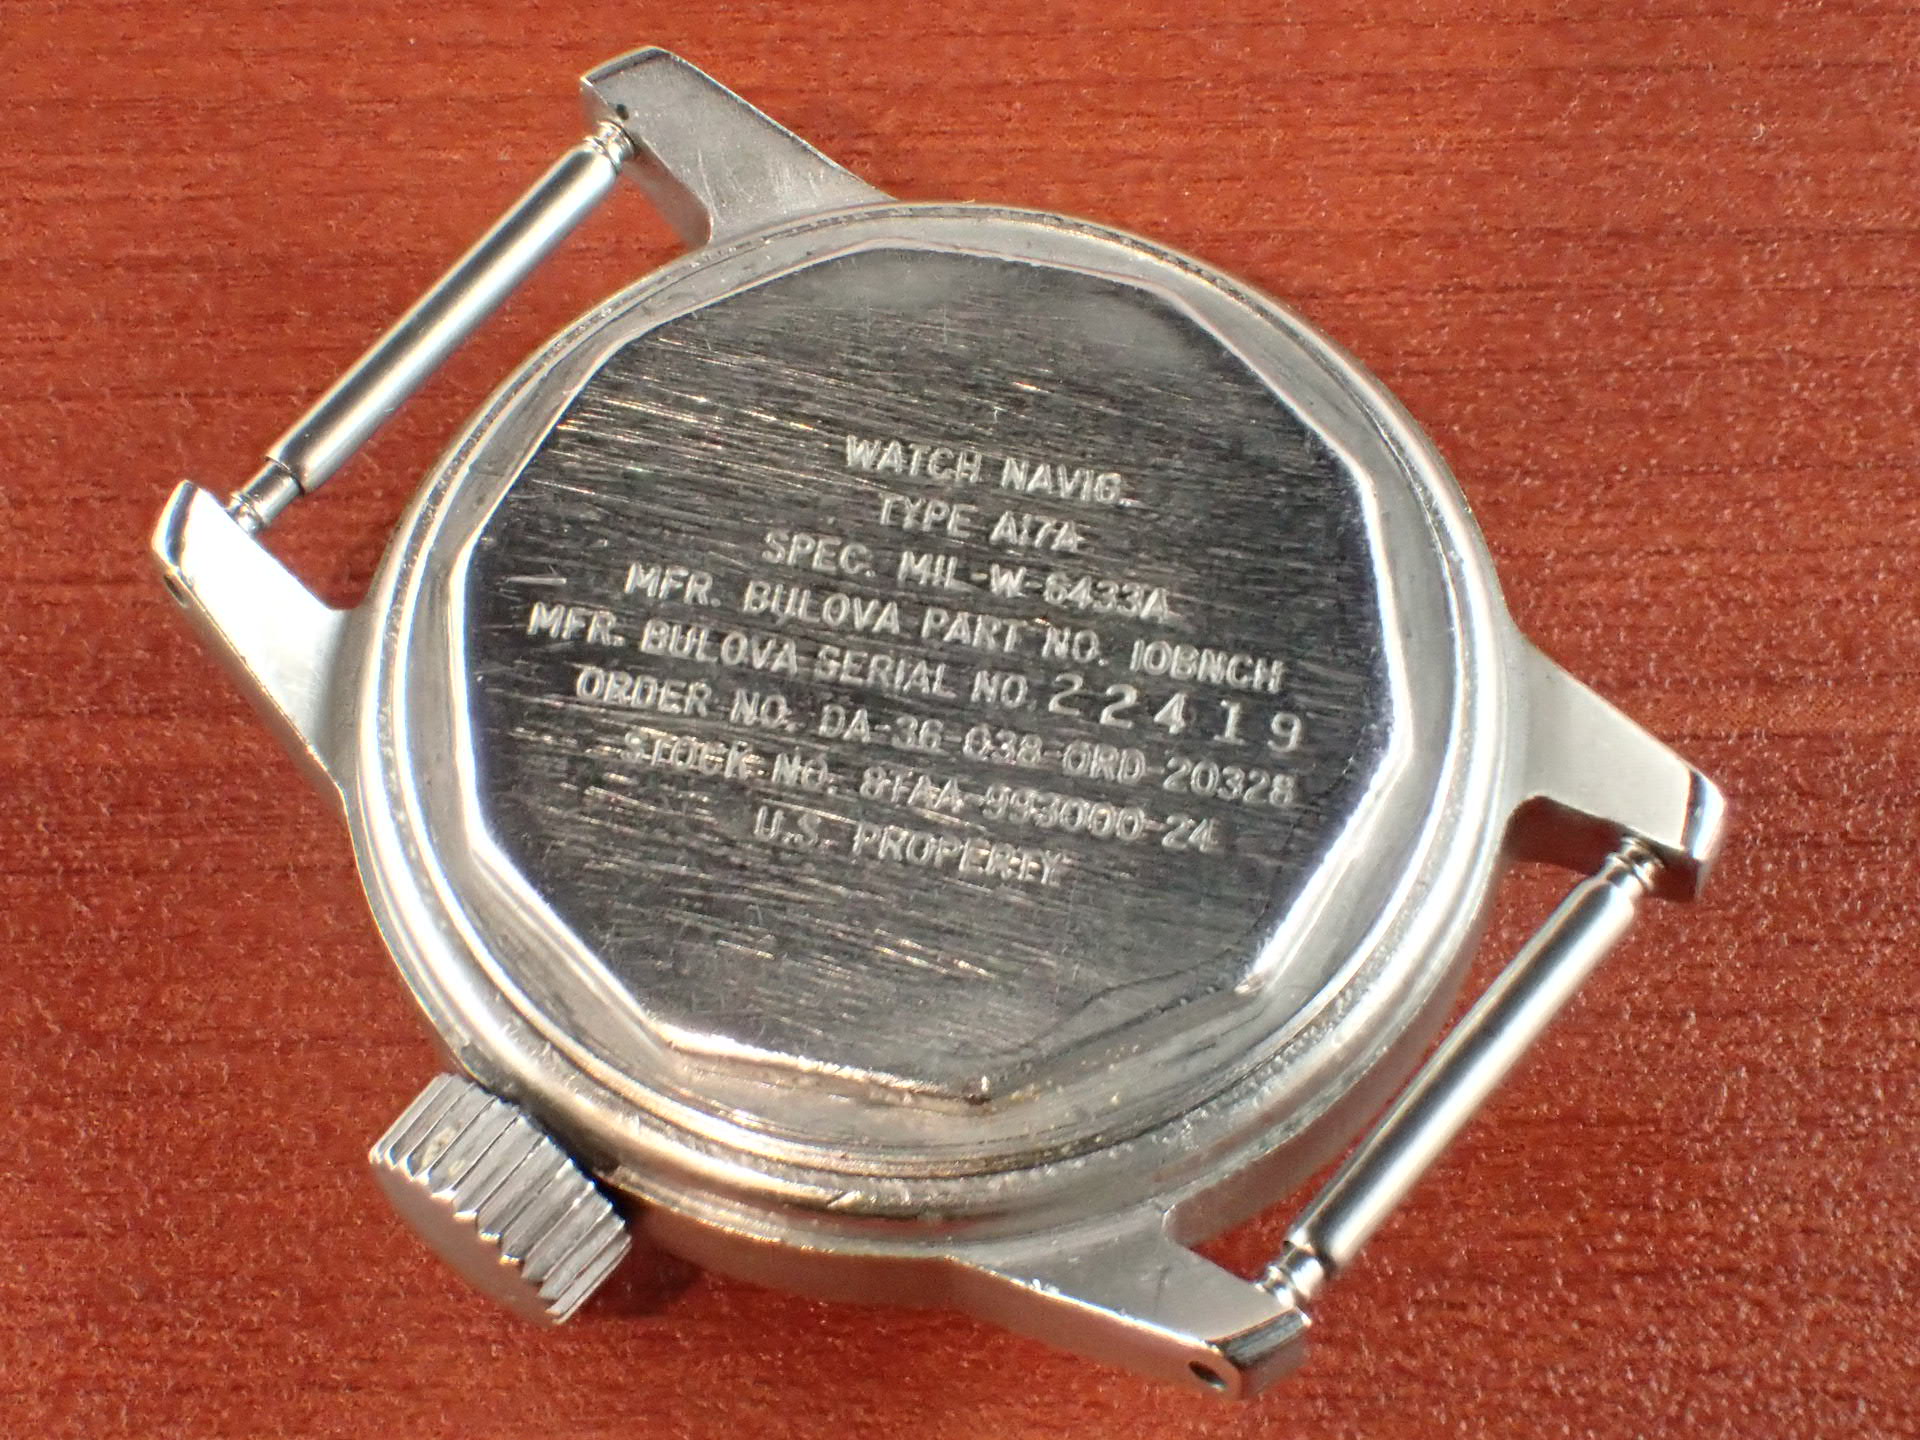 WATCH NAVIG.
TYPE A17A
SPEC. MIL-W-6433A
MFR. BULOVA PART NO. 10BNCH
MFR. BULOVA SERIAL NO. 22419
ORDER NO. DA-36-038-ORD-20328
STOCK NO. 8TAA-993000-24
U.S. PROPERTY